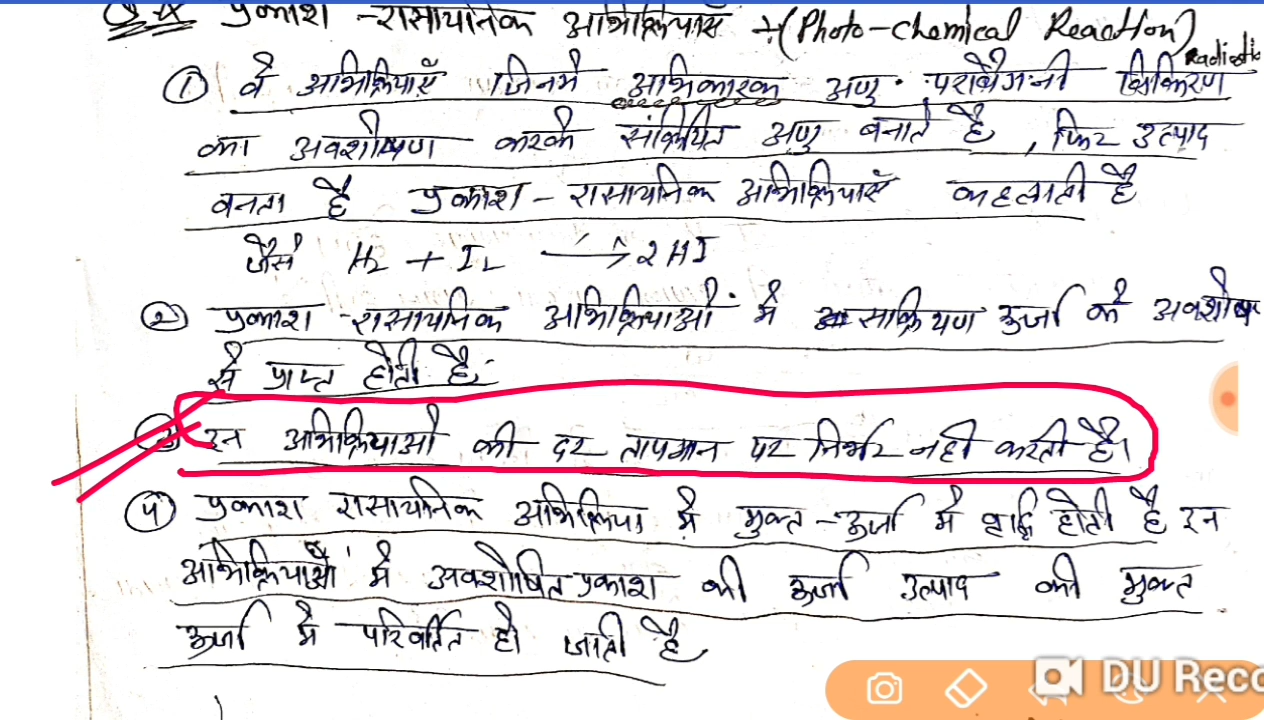 प्रकाश - रासायनिक अभिक्रियाएँ ÷ (Photo-chemical Reaction)
① वे अभिक्रियाएँ जिनमे अभिकारक अणु पराबैगनी विकिरण
का अवशोषण करके संक्रियित अणु बनाते है , फिर उत्पाद
बनता है प्रकाश - रासायनिक अभिक्रियाएँ कहलाती है
जैसे H₂ + I₂ → 2HI
② प्रकाश - रासायनिक अभिक्रियाओं में सक्रियण ऊर्जा के अवशोषण
से प्राप्त होती है
③ इन अभिक्रियाओ की दर तापमान पर निर्भर नही करती है।
④ प्रकाश रासायनिक अभिक्रिया में मुक्त - ऊर्जा में वृद्धि होती है इन
अभिक्रियाओं में अवशोषित प्रकाश की ऊर्जा उत्पाद की मुक्त
ऊर्जा में परिवर्तित हो जाती है
DU Reco